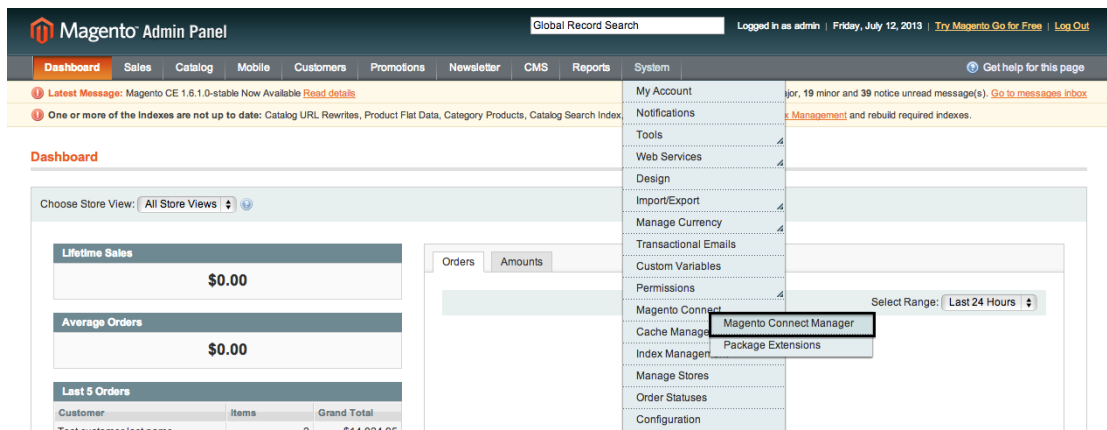 Magento Admin Panel
Global Record Search
Logged in as admin | Friday, July 12, 2013 | Try Magento Go for Free | Log Out
Dashboard Sales Catalog Mobile Customers Promotions Newsletter CMS Reports System Get help for this page
Latest Message: Magento CE 1.6.1.0-stable Now Available Read details
19 minor and 39 notice unread message(s). Go to messages inbox
One or more of the Indexes are not up to date: Catalog URL Rewrites, Product Flat Data, Category Products, Catalog Search Index,
Management and rebuild required indexes.
My Account
Notifications
Tools
Web Services
Design
Import/Export
Manage Currency
Transactional Emails
Custom Variables
Permissions
Magento Connect
Magento Connect Manager
Package Extensions
Cache Manage
Index Managem
Manage Stores
Order Statuses
Configuration
Dashboard
Choose Store View: All Store Views
Lifetime Sales
$0.00
Average Orders
$0.00
Last 5 Orders
Customer Items Grand Total
Orders Amounts
Select Range: Last 24 Hours